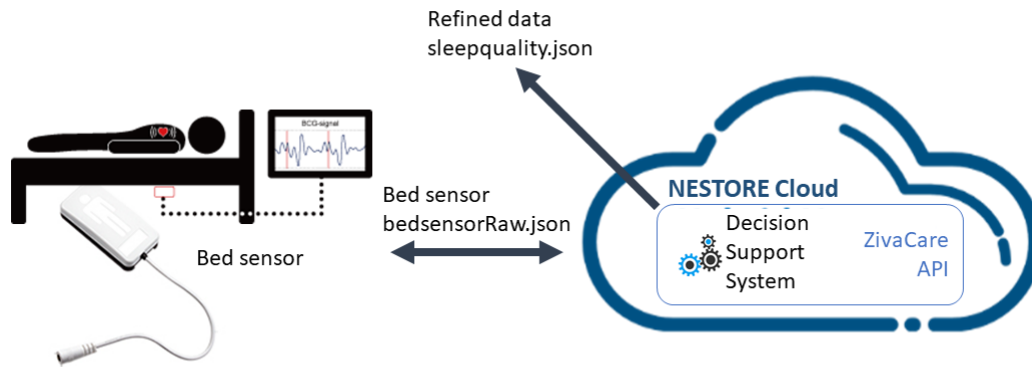 Refined data
sleepquality.json
BCG-signal
Bed sensor
bedsensorRaw.json
Bed sensor
NESTORE Cloud
Decision
Support
System
ZivaCare
API